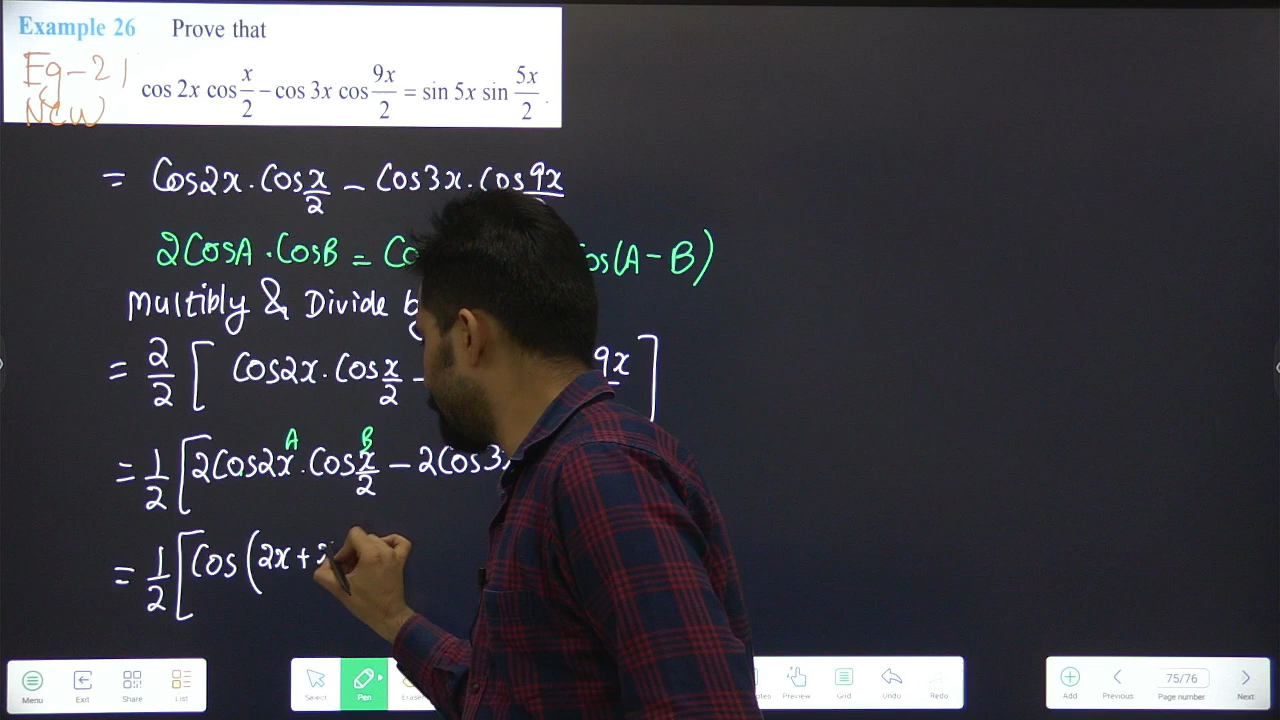 Example 26 Prove that
Eg-21
New
cos 2x cos x/2 – cos 3x cos 9x/2 = sin 5x sin 5x/2 .
= Cos2x . Cos x/2 – Cos3x . Cos 9x
2CosA . CosB = Co os(A – B)
Multibly & Divide b
= 2/2 [ Cos2x . Cos x/2 – 9x ]
A B
= 1/2 [ 2Cos2x . Cos x/2 – 2Cos3x
= 1/2 [ Cos (2x +
Menu Exit Share List Select Pen Eraser Preview Grid Undo Redo Add Previous 75/76 Page number Next